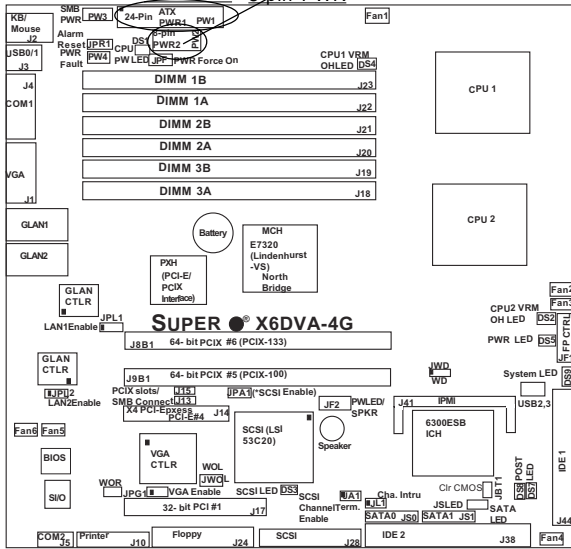 KB/
Mouse
J2
SMB
PWR
PW3
24-Pin
ATX
PWR1
PW1
Fan1
Alarm
Reset
JPR1
DS1
PWR2
USB0/1
J3
PWR
Fault
PW4
CPU
pW LED
JPF
PWR Force On
CPU1 VRM
OHLED
DS4
J4
COM1
DIMM 1B
J23
DIMM 1A
J22
DIMM 2B
J21
DIMM 2A
J20
DIMM 3B
J19
DIMM 3A
J18
CPU 1
CPU 2
VGA
J1
GLAN1
GLAN2
Battery
MCH
E7320
(Lindenhurst
-VS)
North
Bridge
PXH
(PCI-E/
PCIX
Interface)
GLAN
CTLR
JPL1
LAN1Enable
SUPER ® X6DVA-4G
Fan2
Fan3
CPU2 VRM
OH LED
DS2
FP CTRL
JF1
PWR LED
DS5
J8B1
64- bit PCIX #6 (PCIX-133)
GLAN
CTLR
JPL2
LAN2Enable
J9B1
64- bit PCIX #5 (PCIX-100)
PCIX slots/
SMB Connect
J15
J13
JPA1
(*SCSI Enable)
JWD
WD
System LED
DS9
USB2,3
X4 PCI-Epxess
PCI-E#4
J14
JF2
PWLED/
SPKR
J41
IPMI
6300ESB
ICH
Fan6
Fan5
BIOS
VGA
CTLR
SCSI (LSI
53C20)
Speaker
IDE 1
J44
SI/O
WOR
JPG1
VGA Enable
WOL
JWOL
SCSI LED
DS3
SCSI
Channel Term.
Enable
JA1
Cha. Intru
JL1
Clr CMOS
JBT1
POST
LED
DS8
DS7
JSLED
SATA
LED
32- bit PCI #1
J17
SATA0
JS0
SATA1
JS1
COM2
J5
Printer
J10
Floppy
J24
SCSI
J28
IDE 2
J38
Fan4